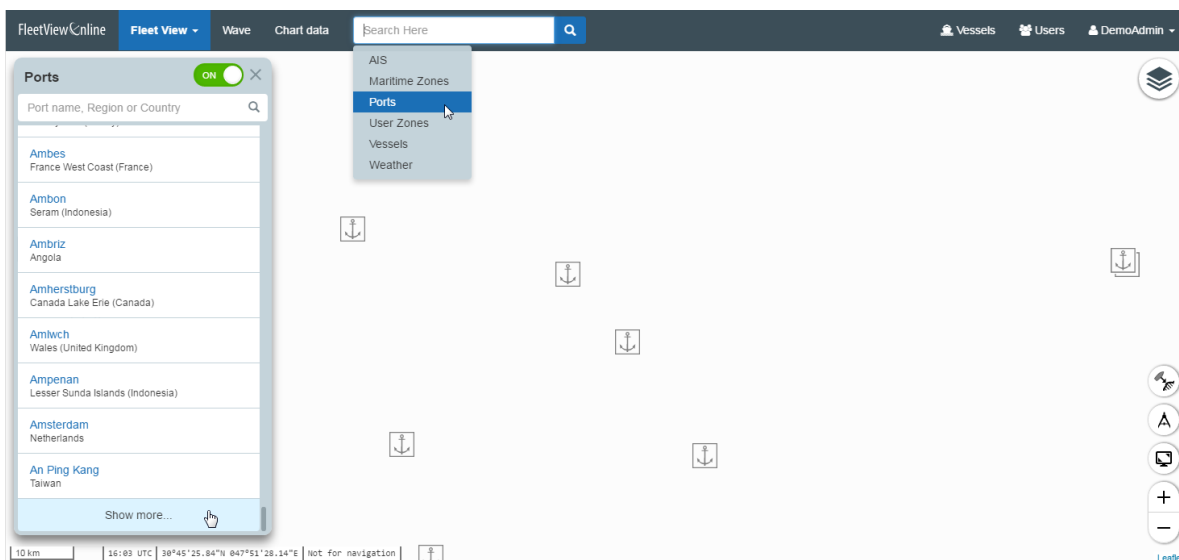 FleetViewOnline Fleet View Wave Chart data Search Here Vessels Users DemoAdmin
AIS
Maritime Zones
Ports
User Zones
Vessels
Weather
Ports ON
Port name, Region or Country
Ambes
France West Coast (France)
Ambon
Seram (Indonesia)
Ambriz
Angola
Amherstburg
Canada Lake Erie (Canada)
Amlwch
Wales (United Kingdom)
Ampenan
Lesser Sunda Islands (Indonesia)
Amsterdam
Netherlands
An Ping Kang
Taiwan
Show more...
10 km 16:03 UTC 30°45'25.84"N 047°51'28.14"E Not for navigation